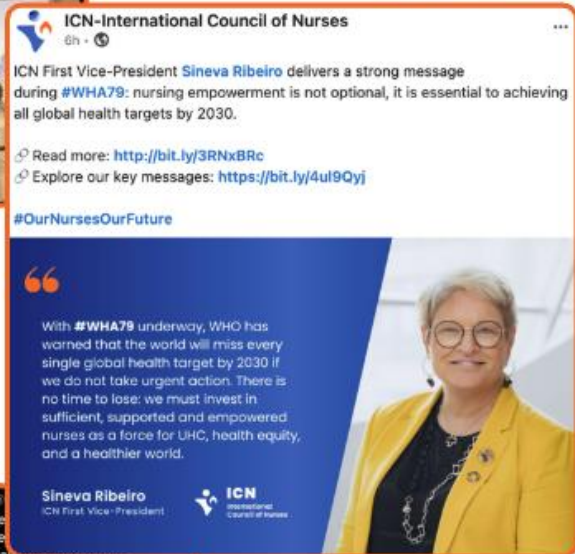 ICN-International Council of Nurses
6h
ICN First Vice-President Sineva Ribeiro delivers a strong message
during #WHA79: nursing empowerment is not optional, it is essential to achieving
all global health targets by 2030.
Read more: http://bit.ly/3RNxBRc
Explore our key messages: https://bit.ly/4ul9Qyj
#OurNursesOurFuture
With #WHA79 underway, WHO has
warned that the world will miss every
single global health target by 2030 if
we do not take urgent action. There is
no time to lose: we must invest in
sufficient, supported and empowered
nurses as a force for UHC, health equity,
and a healthier world.
Sineva Ribeiro
ICN First Vice-President
ICN
International
Council of Nurses